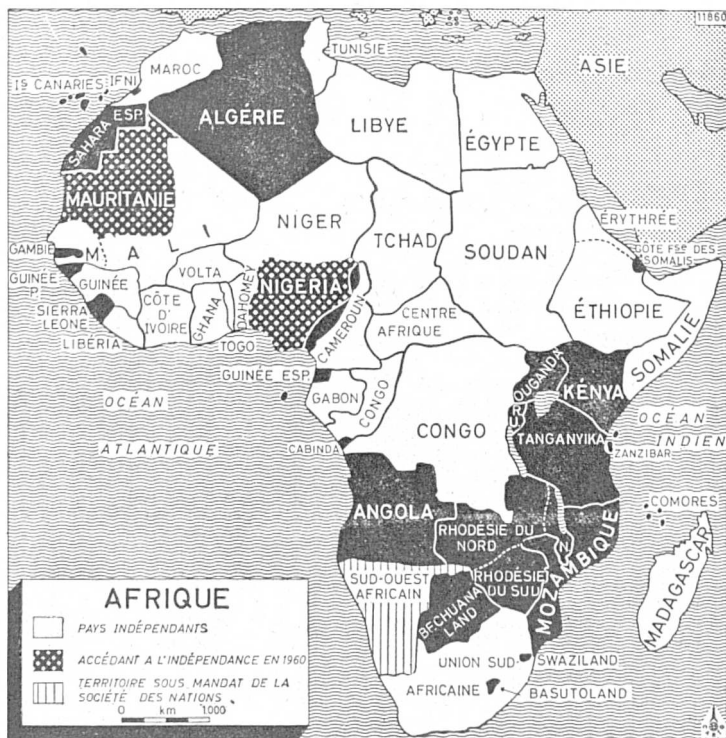 11860
ASIE
TUNISIE
MAROC
IFNI
Iˢ CANARIES
ALGÉRIE
LIBYE
ÉGYPTE
SAHARA ESP.
MAURITANIE
MALI
NIGER
TCHAD
SOUDAN
ÉRYTHRÉE
CÔTE Fˢᵉ DES
SOMALIS
GAMBIE
GUINÉE
P.
GUINÉE
SIERRA
LEONE
LIBÉRIA
CÔTE
D'
IVOIRE
VOLTA
GHANA
TOGO
DAHOMEY
NIGÉRIA
CAMEROUN
CENTRE
AFRIQUE
ÉTHIOPIE
SOMALIE
GUINÉE ESP.
GABON
CONGO
CONGO
OUGANDA
KÉNYA
R.U.
TANGANYIKA
ZANZIBAR
OCÉAN
ATLANTIQUE
OCÉAN
INDIEN
CABINDA
ANGOLA
RHODÉSIE DU
NORD
N
MOZAMBIQUE
COMORES
MADAGASCAR
SUD-OUEST
AFRICAIN
BECHUANA
LAND
RHODÉSIE
DU SUD
UNION SUD-
AFRICAINE
SWAZILAND
BASUTOLAND
AFRIQUE
PAYS INDÉPENDANTS
ACCÉDANT A L'INDÉPENDANCE EN 1960
TERRITOIRE SOUS MANDAT DE LA
SOCIÉTÉ DES NATIONS
0 km 1000